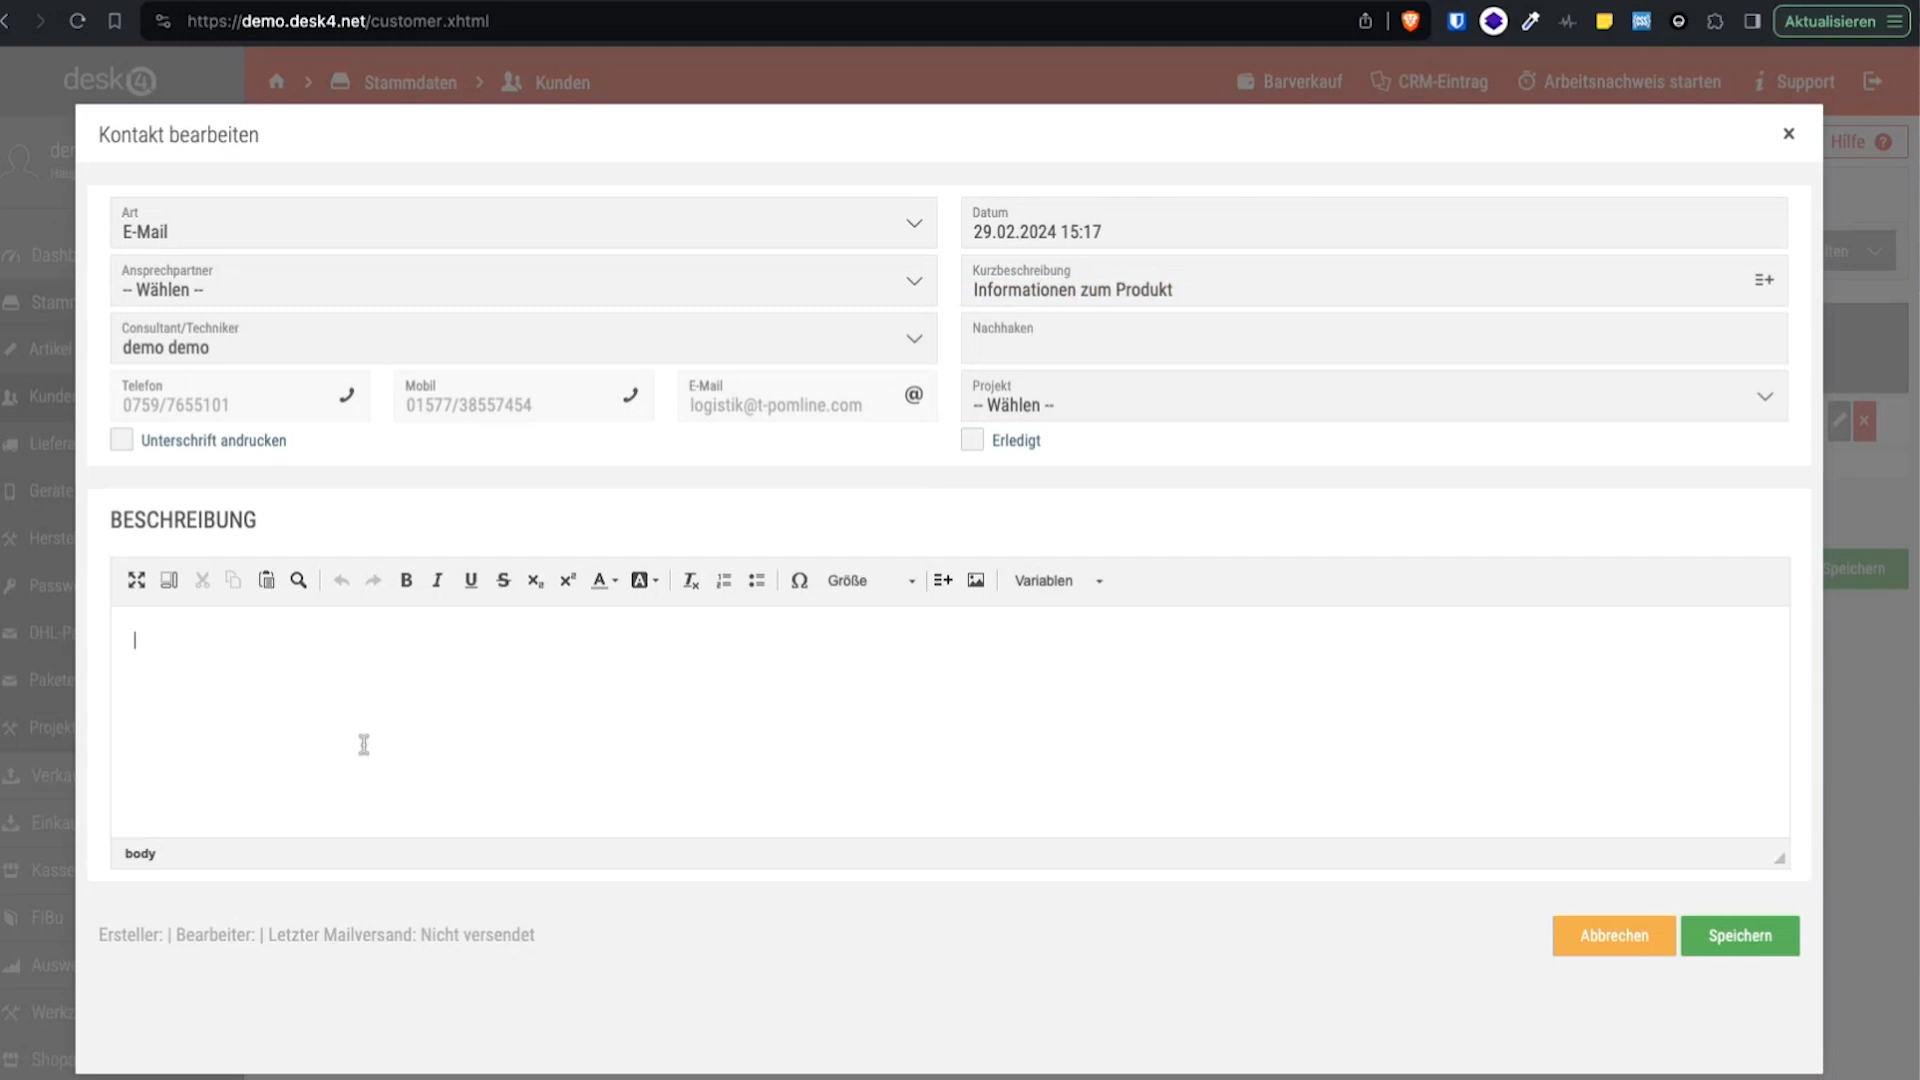 https://demo.desk4.net/customer.xhtml
Aktualisieren
desk4
Stammdaten
Kunden
Barverkauf
CRM-Eintrag
Arbeitsnachweis starten
Support
Kontakt bearbeiten
Hilfe
Art
E-Mail
Datum
29.02.2024 15:17
Ansprechpartner
-- Wählen --
Kurzbeschreibung
Informationen zum Produkt
Consultant/Techniker
demo demo
Nachhaken
Telefon
0759/7655101
Mobil
01577/38557454
E-Mail
logistik@t-pomline.com
Projekt
-- Wählen --
Unterschrift andrucken
Erledigt
BESCHREIBUNG
Größe
Variablen
body
Ersteller: | Bearbeiter: | Letzter Mailversand: Nicht versendet
Abbrechen
Speichern
Speichern
Artikel
FiBu